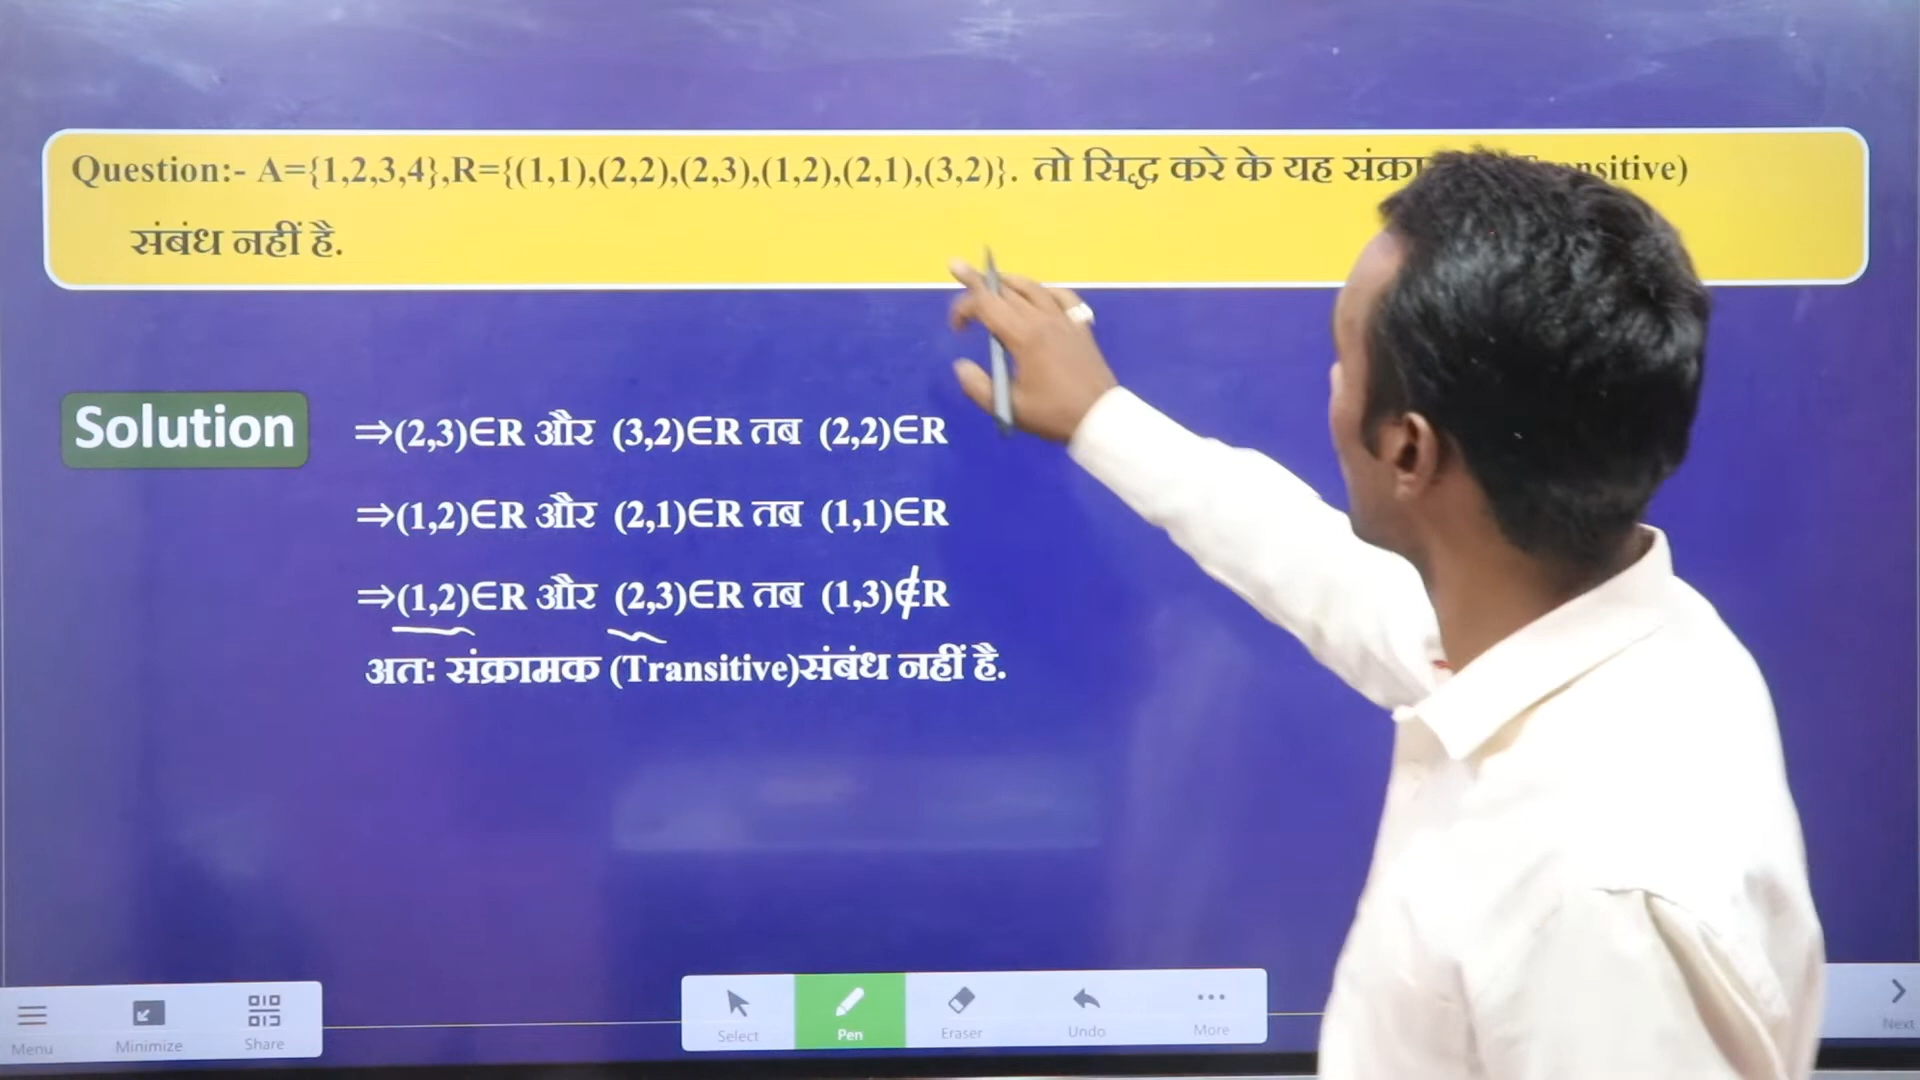 Question:- A={1,2,3,4},R={(1,1),(2,2),(2,3),(1,2),(2,1),(3,2)}. तो सिद्ध करे के यह
संबंध नहीं है.
Solution
⇒(2,3)∈R और (3,2)∈R तब (2,2)∈R
⇒(1,2)∈R और (2,1)∈R तब (1,1)∈R
⇒(1,2)∈R और (2,3)∈R तब (1,3)∉R
अतः संक्रामक (Transitive)संबंध नहीं है.
Menu
Minimize
Share
Select
Pen
Eraser
Undo
More
Next